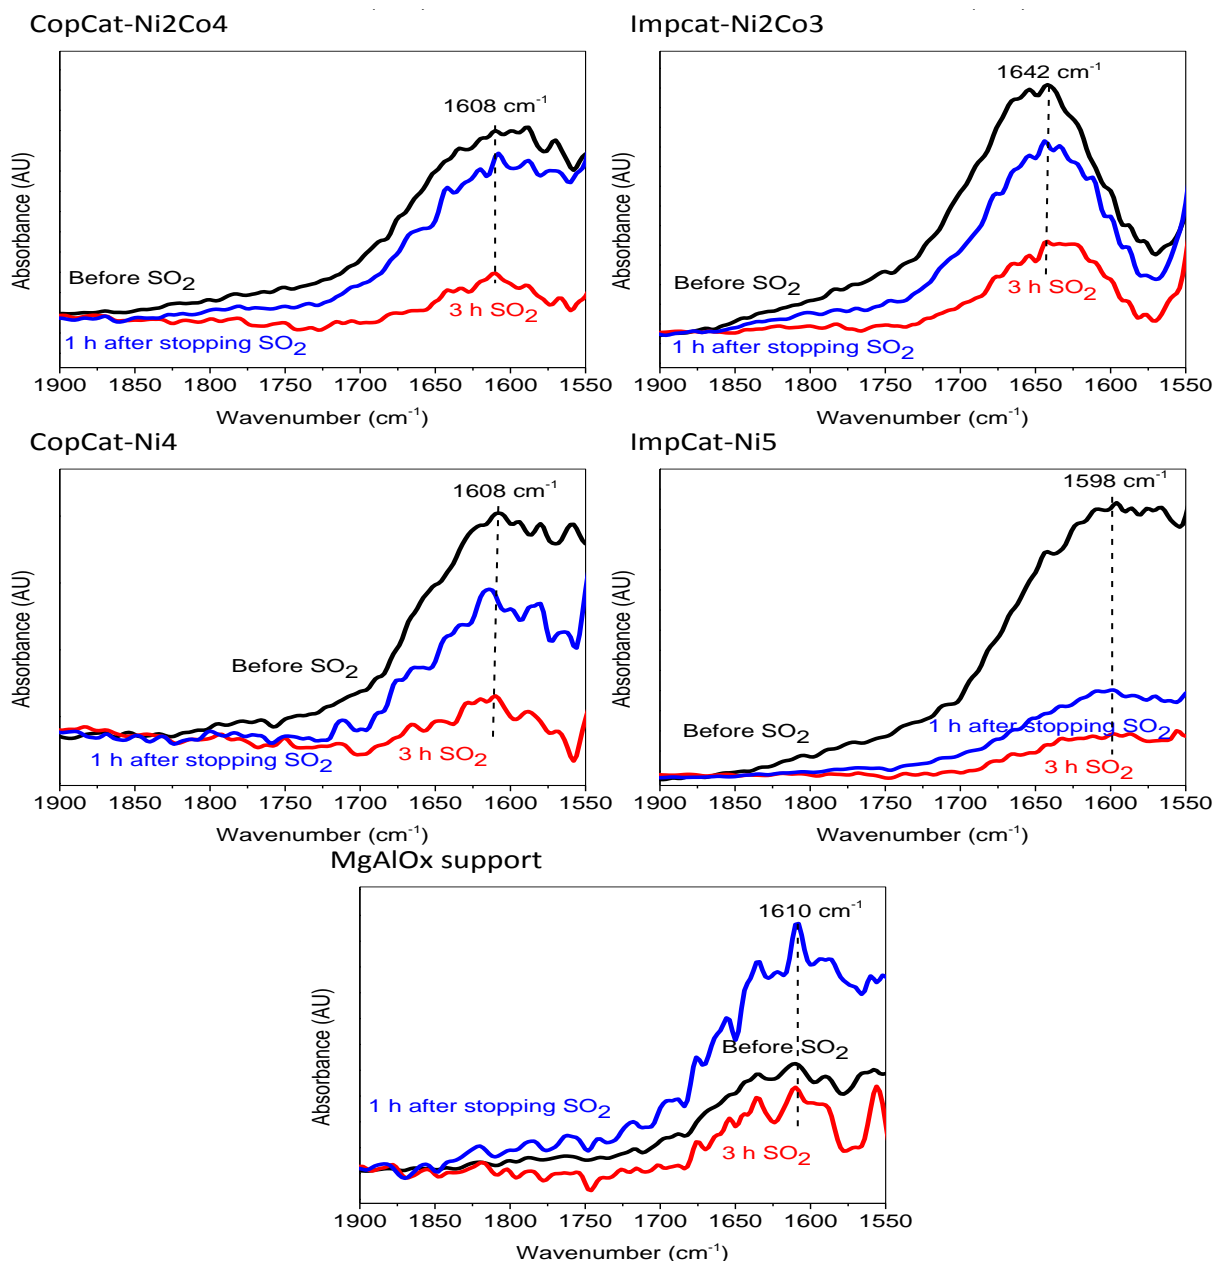 CopCat-Ni2Co4
1608 cm⁻¹
Absorbance (AU)
Before SO₂
3 h SO₂
1 h after stopping SO₂
1900 1850 1800 1750 1700 1650 1600 1550
Wavenumber (cm⁻¹)
Impcat-Ni2Co3
1642 cm⁻¹
Absorbance (AU)
Before SO₂
3 h SO₂
1 h after stopping SO₂
1900 1850 1800 1750 1700 1650 1600 1550
Wavenumber (cm⁻¹)
CopCat-Ni4
1608 cm⁻¹
Absorbance (AU)
Before SO₂
1 h after stopping SO₂
3 h SO₂
1900 1850 1800 1750 1700 1650 1600 1550
Wavenumber (cm⁻¹)
ImpCat-Ni5
1598 cm⁻¹
Absorbance (AU)
Before SO₂
1 h after stopping SO₂
3 h SO₂
1900 1850 1800 1750 1700 1650 1600 1550
Wavenumber (cm⁻¹)
MgAlOx support
1610 cm⁻¹
Absorbance (AU)
Before SO₂
1 h after stopping SO₂
3 h SO₂
1900 1850 1800 1750 1700 1650 1600 1550
Wavenumber (cm⁻¹)